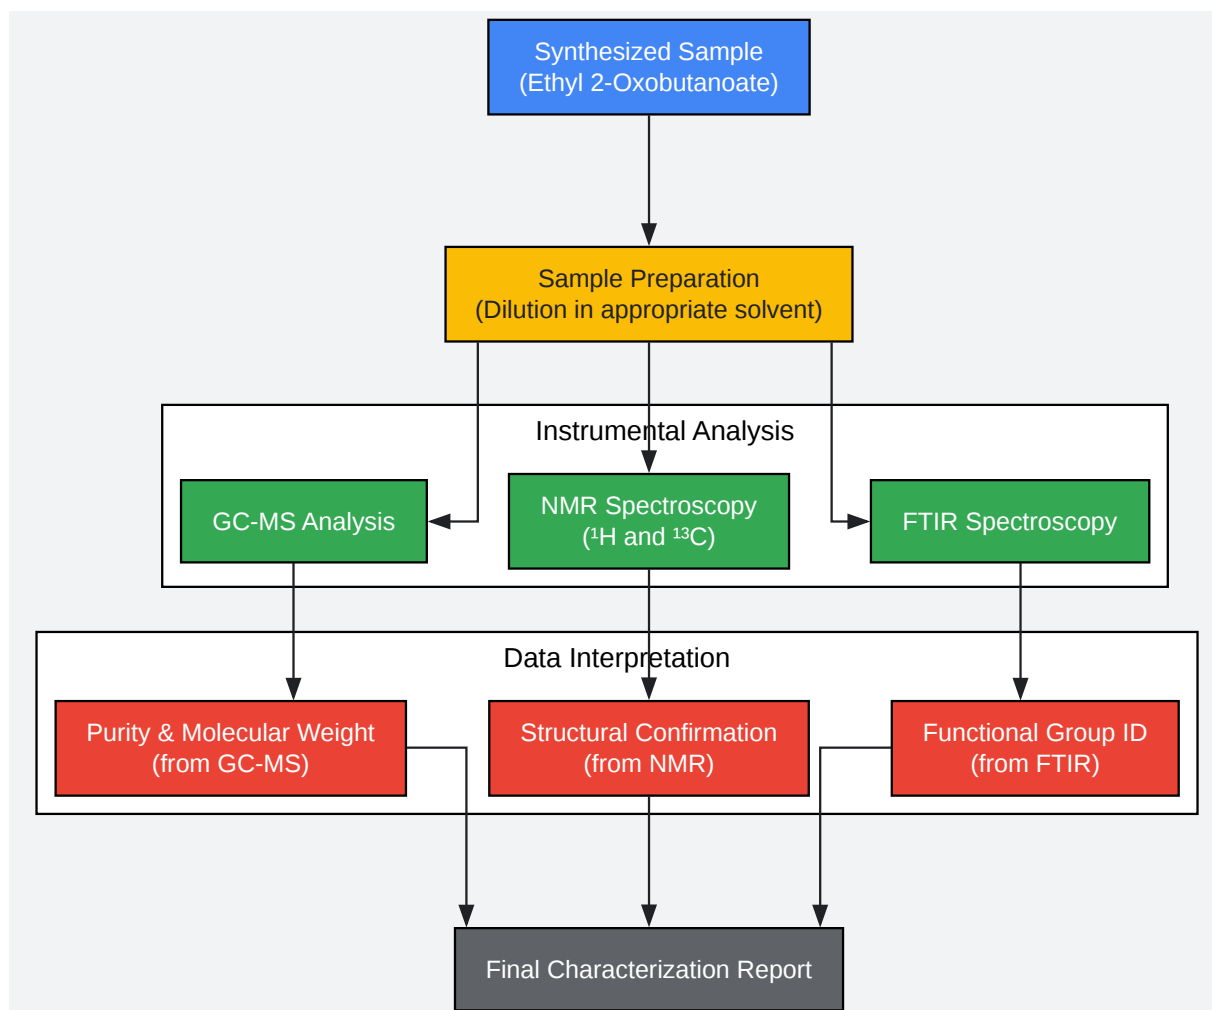 Synthesized Sample
(Ethyl 2-Oxobutanoate)
Sample Preparation
(Dilution in appropriate solvent)
Instrumental Analysis
GC-MS Analysis
NMR Spectroscopy
(¹H and ¹³C)
FTIR Spectroscopy
Data Interpretation
Purity & Molecular Weight
(from GC-MS)
Structural Confirmation
(from NMR)
Functional Group ID
(from FTIR)
Final Characterization Report